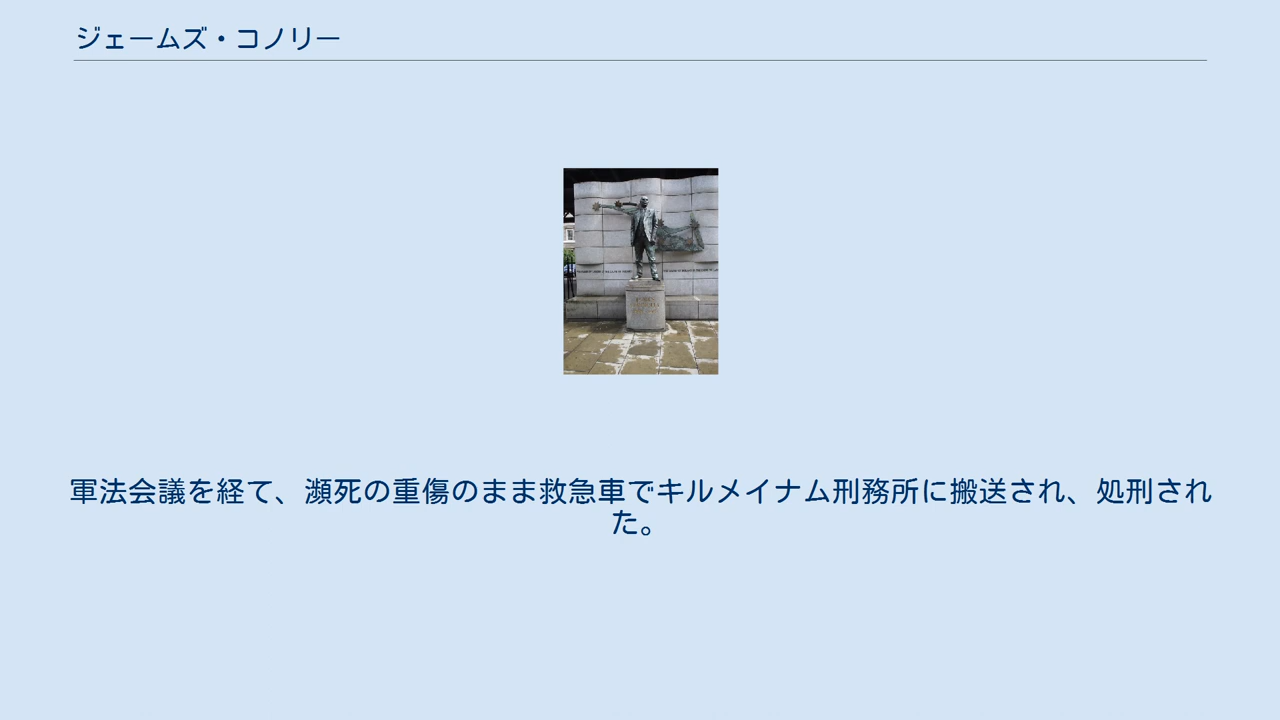 ジェームズ・コノリー
軍法会議を経て、瀕死の重傷のまま救急車でキルメイナム刑務所に搬送され、処刑され
た。